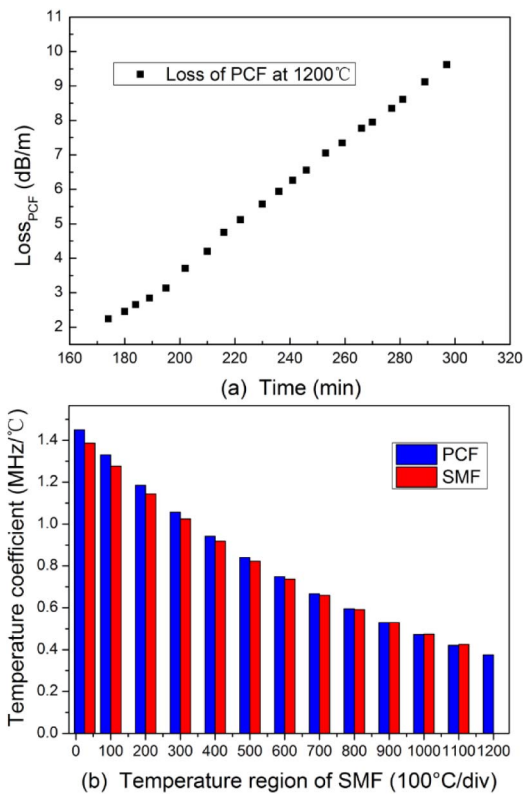 11
10
9
8
7
6
5
4
3
2
Loss of PCF at 1200℃
Loss_PCF (dB/m)
160 180 200 220 240 260 280 300 320
(a) Time (min)
1.4
1.2
1.0
0.8
0.6
0.4
0.2
0.0
PCF
SMF
Temperature coefficient (MHz/℃)
0 100 200 300 400 500 600 700 800 900 1000 1100 1200
(b) Temperature region of SMF (100°C/div)